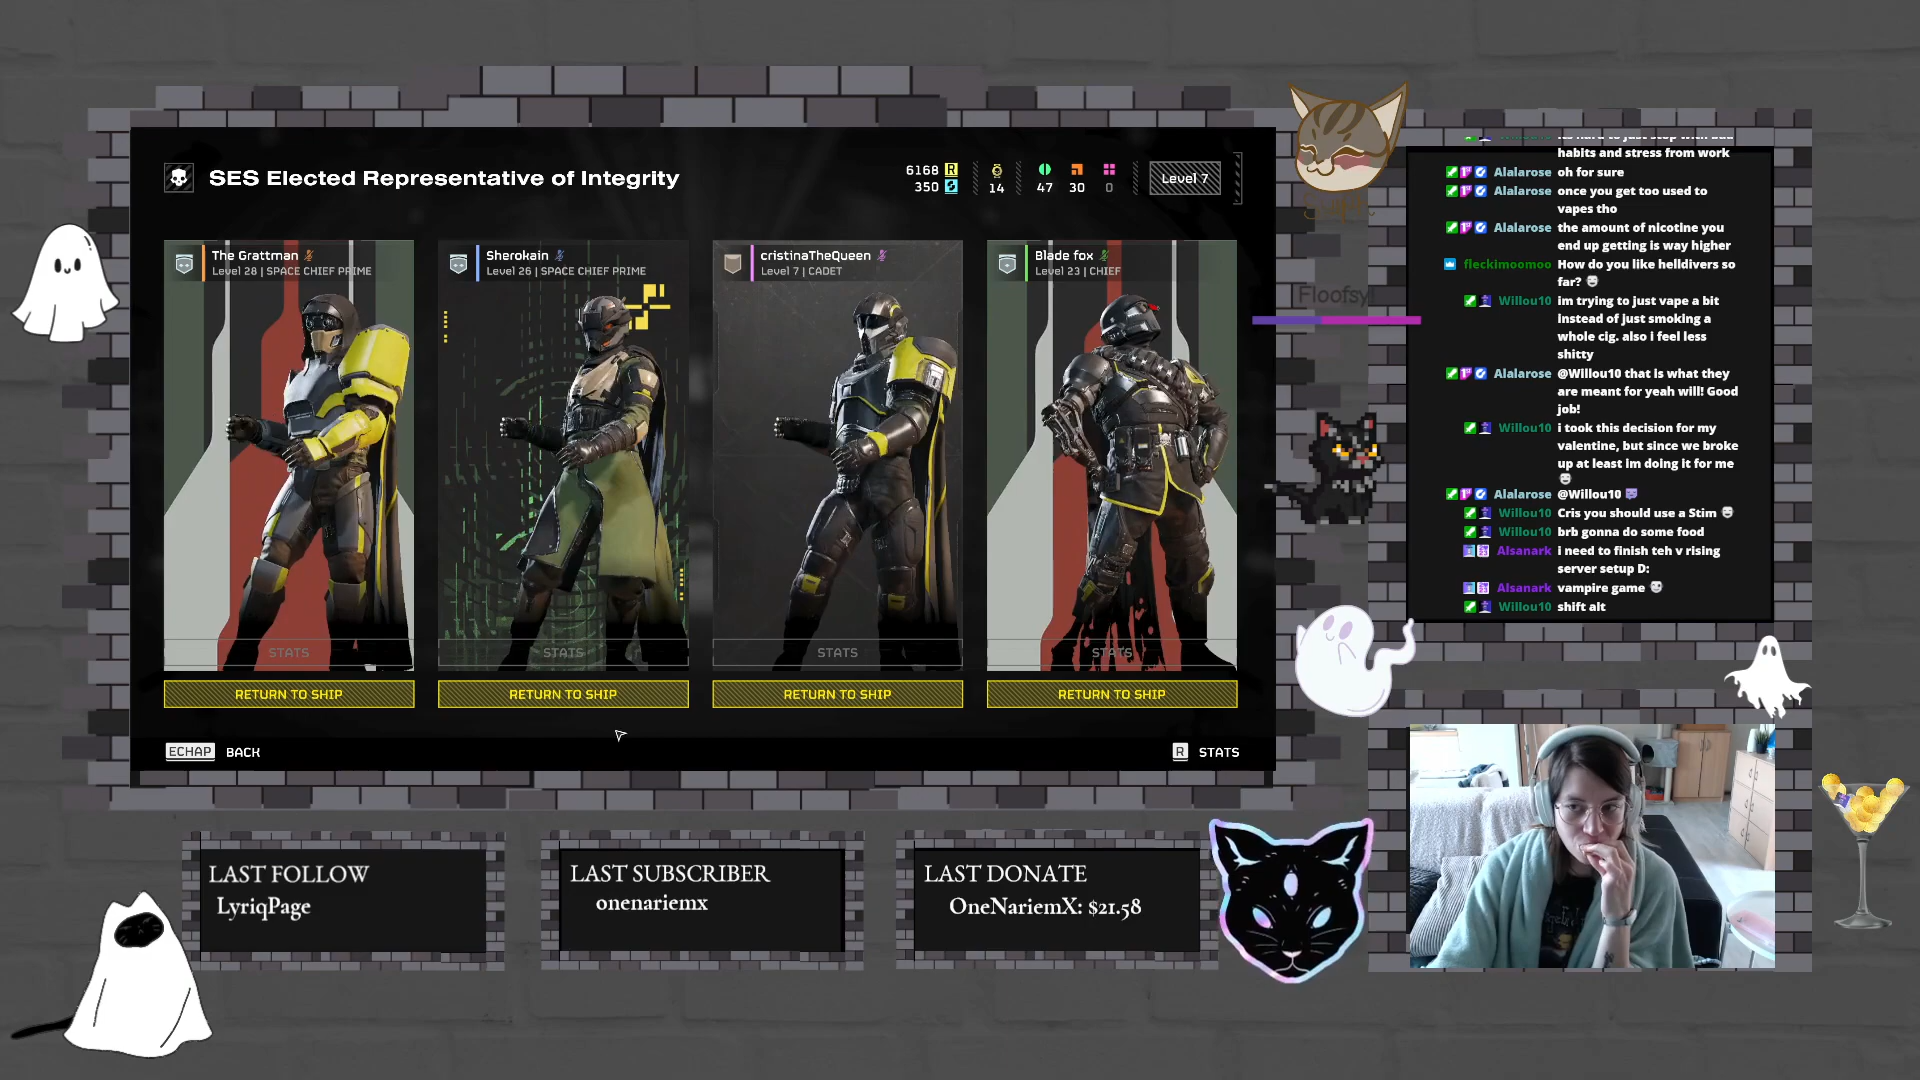 SES Elected Representative of Integrity
6168
350
14
47
30
0
Level 7
The Grattman
Level 28 | SPACE CHIEF PRIME
STATS
RETURN TO SHIP
Sherokain
Level 26 | SPACE CHIEF PRIME
STATS
RETURN TO SHIP
cristinaTheQueen
Level 7 | CADET
STATS
RETURN TO SHIP
Blade fox
Level 23 | CHIEF
STATS
RETURN TO SHIP
ECHAP BACK
R STATS
Floofsy
habits and stress from work
Alalarose oh for sure
Alalarose once you get too used to
vapes tho
Alalarose the amount of nicotine you
end up getting is way higher
fleckimoomoo How do you like helldivers so
far?
Willou10 im trying to just vape a bit
instead of just smoking a
whole cig. also i feel less
shitty
Alalarose @Willou10 that is what they
are meant for yeah will! Good
job!
Willou10 i took this decision for my
valentine, but since we broke
up at least im doing it for me
Alalarose @Willou10
Willou10 Cris you should use a Stim
Willou10 brb gonna do some food
Alsanark i need to finish teh v rising
server setup D:
Alsanark vampire game
Willou10 shift alt
LAST FOLLOW
LyriqPage
LAST SUBSCRIBER
onenariemx
LAST DONATE
OneNariemX: $21.58